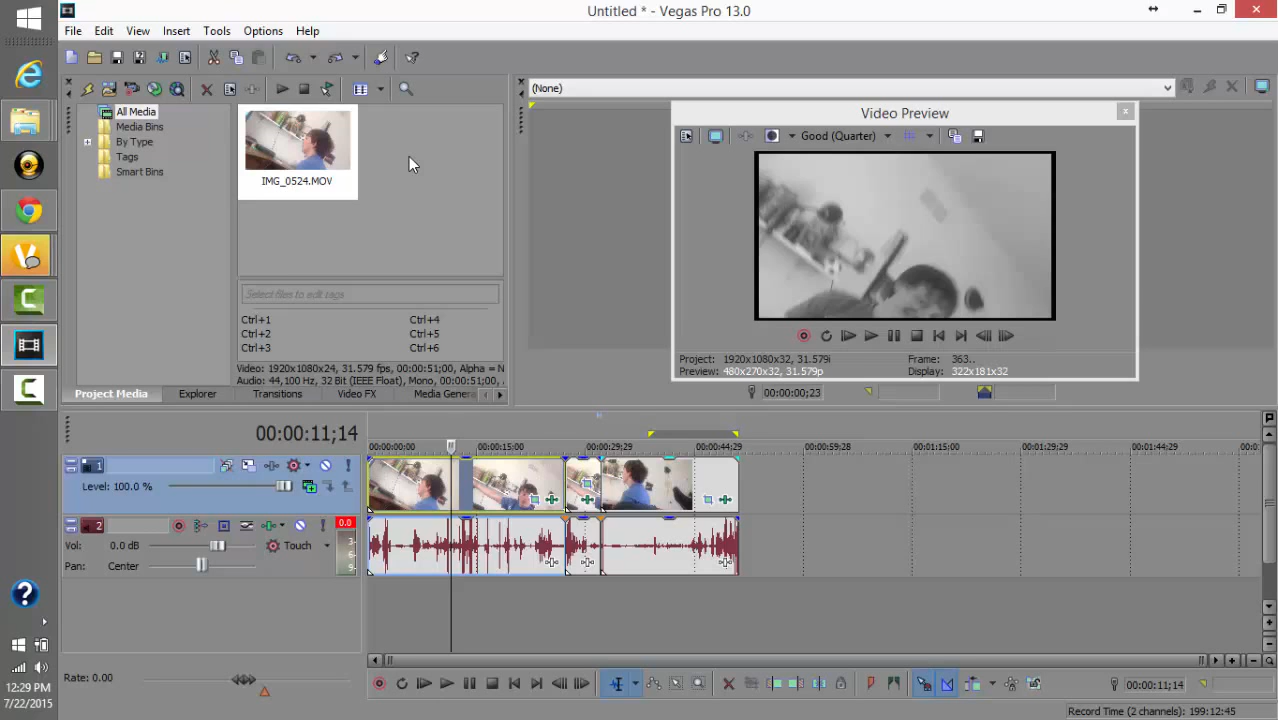 Untitled * - Vegas Pro 13.0
File Edit View Insert Tools Options Help
(None)
All Media
Media Bins
By Type
Tags
Smart Bins
IMG_0524.MOV
Video Preview
Good (Quarter)
Select files to edit tags
Ctrl+1 Ctrl+4
Ctrl+2 Ctrl+5
Ctrl+3 Ctrl+6
Video: 1920x1080x24, 31.579 fps, 00:00:51;00, Alpha = N
Audio: 44,100 Hz, 32 Bit (IEEE Float), Mono, 00:00:51;00,
Project: 1920x1080x32, 31.579i Frame: 363..
Preview: 480x270x32, 31.579p Display: 322x181x32
Project Media Explorer Transitions Video FX Media Gene
00:00:00;23
00:00:11;14
00:00:00;00 00:00:15;00 00:00:29;29 00:00:44;29 00:00:59;28 00:01:15;00 00:01:29;29 00:01:44;29 00:0
1
Level: 100.0 %
2
0.0
Vol: 0.0 dB Touch
Pan: Center
3-
6-
9-
Rate: 0.00
12:29 PM
7/22/2015
00:00:11;14
Record Time (2 channels): 199:12:45